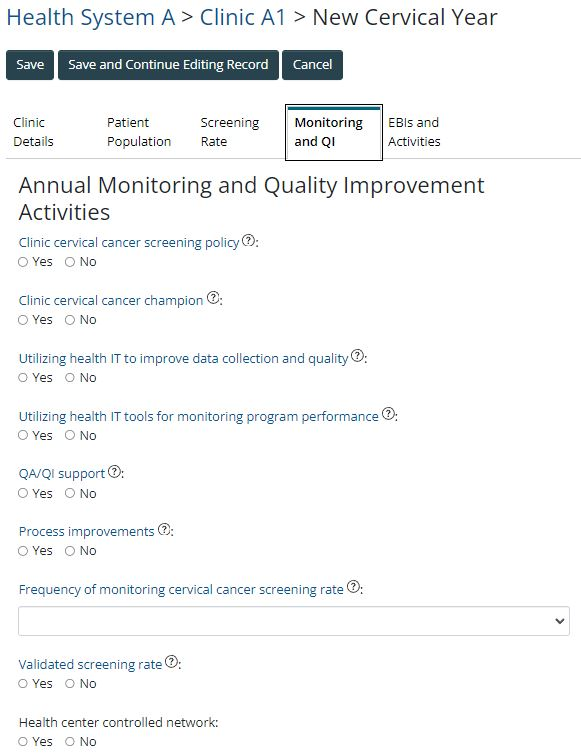 Health System A > Clinic A1 > New Cervical Year
Save Save and Continue Editing Record Cancel
Clinic Details
Patient Population
Screening Rate
Monitoring and QI
EBIs and Activities
Annual Monitoring and Quality Improvement
Activities
Clinic cervical cancer screening policy ?:
Yes No
Clinic cervical cancer champion ?:
Yes No
Utilizing health IT to improve data collection and quality ?:
Yes No
Utilizing health IT tools for monitoring program performance ?:
Yes No
QA/QI support ?:
Yes No
Process improvements ?:
Yes No
Frequency of monitoring cervical cancer screening rate ?:
Validated screening rate ?:
Yes No
Health center controlled network:
Yes No